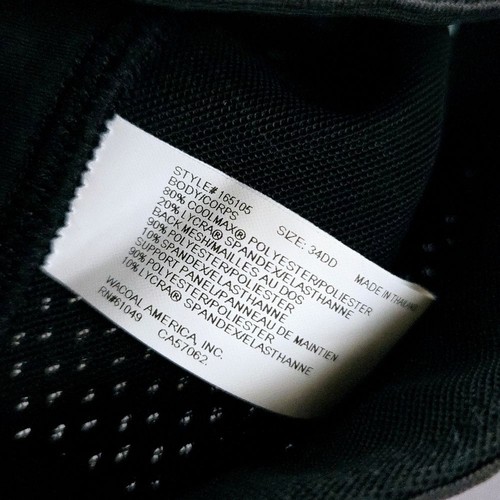 STYLE# 165105
SIZE: 34DD
MADE IN THAILAND
BODY/CORPS
80% COOLMAX® POLYESTER/POLIESTER
20% LYCRA® SPANDEX/ELASTHANNE
BACK MESH/MAILLES AU DOS
90% POLYESTER/POLIESTER
10% SPANDEX/ELASTHANNE
SUPPORT PANEL/PANNEAU DE MAINTIEN
90% POLYESTER/POLIESTER
10% LYCRA® SPANDEX/ELASTHANNE
WACOAL AMERICA, INC.
RN#61049 CA57062.